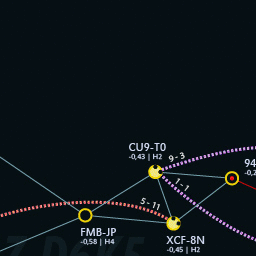 CU9-T0
-0,43 | H2
9 - 3
94
-0,2
1 - 1
5 - 11
FMB-JP
-0,58 | H4
XCF-8N
-0,45 | H2